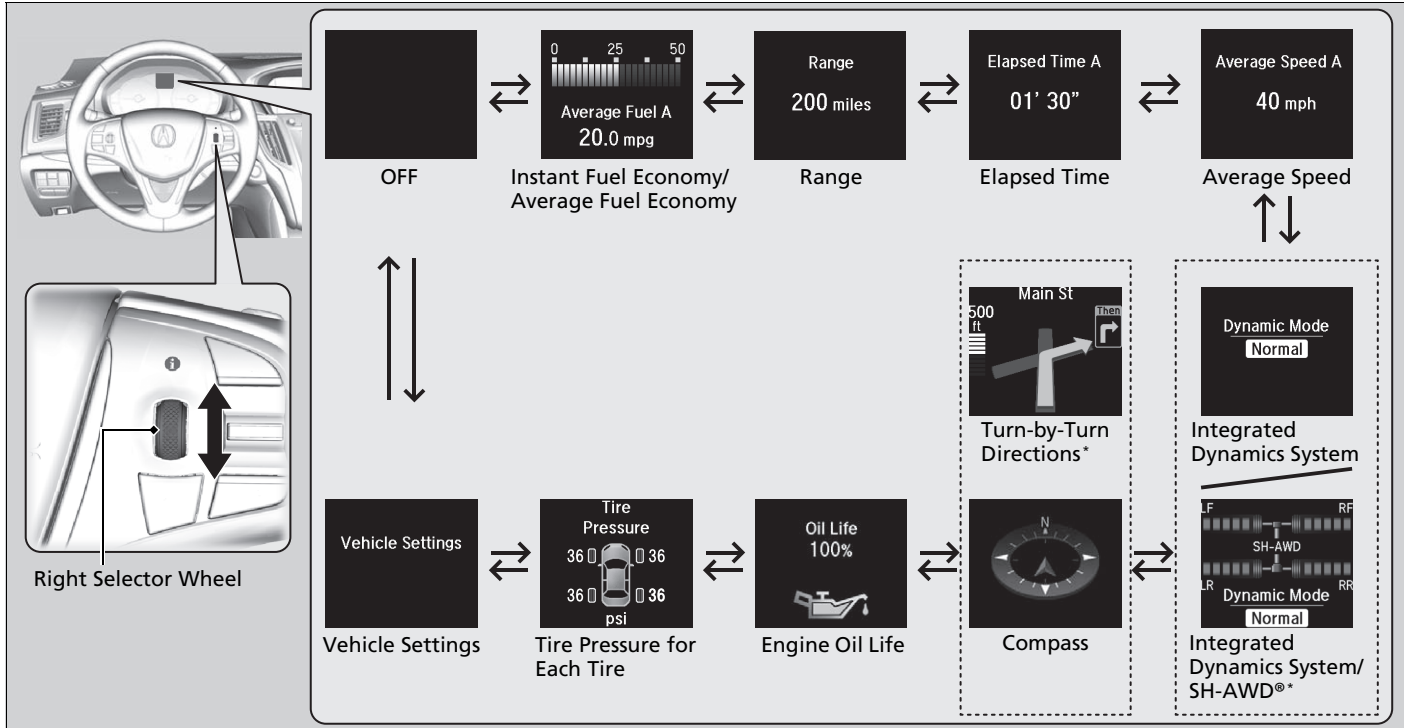 0 25 50
Average Fuel A
20.0 mpg
Range
200 miles
Elapsed Time A
01' 30"
Average Speed A
40 mph
OFF
Instant Fuel Economy/
Average Fuel Economy
Range
Elapsed Time
Average Speed
Main St
500
ft
Then
Turn-by-Turn
Directions*
Dynamic Mode
Normal
Integrated
Dynamics System
i
Right Selector Wheel
Vehicle Settings
Vehicle Settings
Tire
Pressure
36 36
36 36
psi
Tire Pressure for
Each Tire
Oil Life
100%
Engine Oil Life
N
Compass
LF RF
SH-AWD
LR RR
Dynamic Mode
Normal
Integrated
Dynamics System/
SH-AWD®*